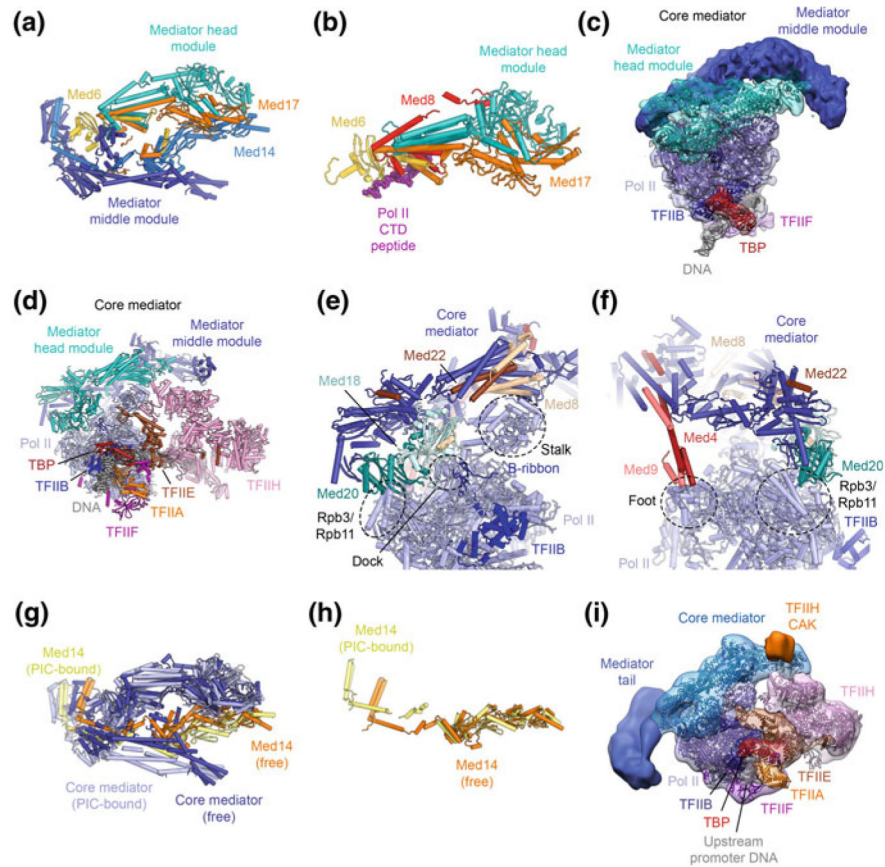 (a)
Mediator head
module
Med6
Med17
Med14
Mediator
middle module
(b)
Mediator head
module
Med8
Med6
Med17
Pol II
CTD
peptide
(c)
Core mediator
Mediator
middle module
Mediator
head module
Pol II
TFIIB
TFIIF
TBP
DNA
(d)
Core mediator
Mediator
head module
Mediator
middle module
Pol II
TBP
TFIIB
DNA
TFIIF
TFIIA
TFIIE
TFIIH
(e)
Core
mediator
Med22
Med18
Med8
Stalk
B-ribbon
Med20
Rpb3/
Rpb11
Pol II
TFIIB
Dock
(f)
Core
mediator
Med8
Med22
Med4
Med9
Med20
Foot
Rpb3/
Rpb11
TFIIB
Pol II
(g)
Med14
(PIC-bound)
Med14
(free)
Core mediator
(PIC-bound)
Core mediator
(free)
(h)
Med14
(PIC-bound)
Med14
(free)
(i)
Core mediator
TFIIH
CAK
Mediator
tail
TFIIH
Pol II
TFIIB
TBP
TFIIF
TFIIA
TFIIE
Upstream
promoter DNA